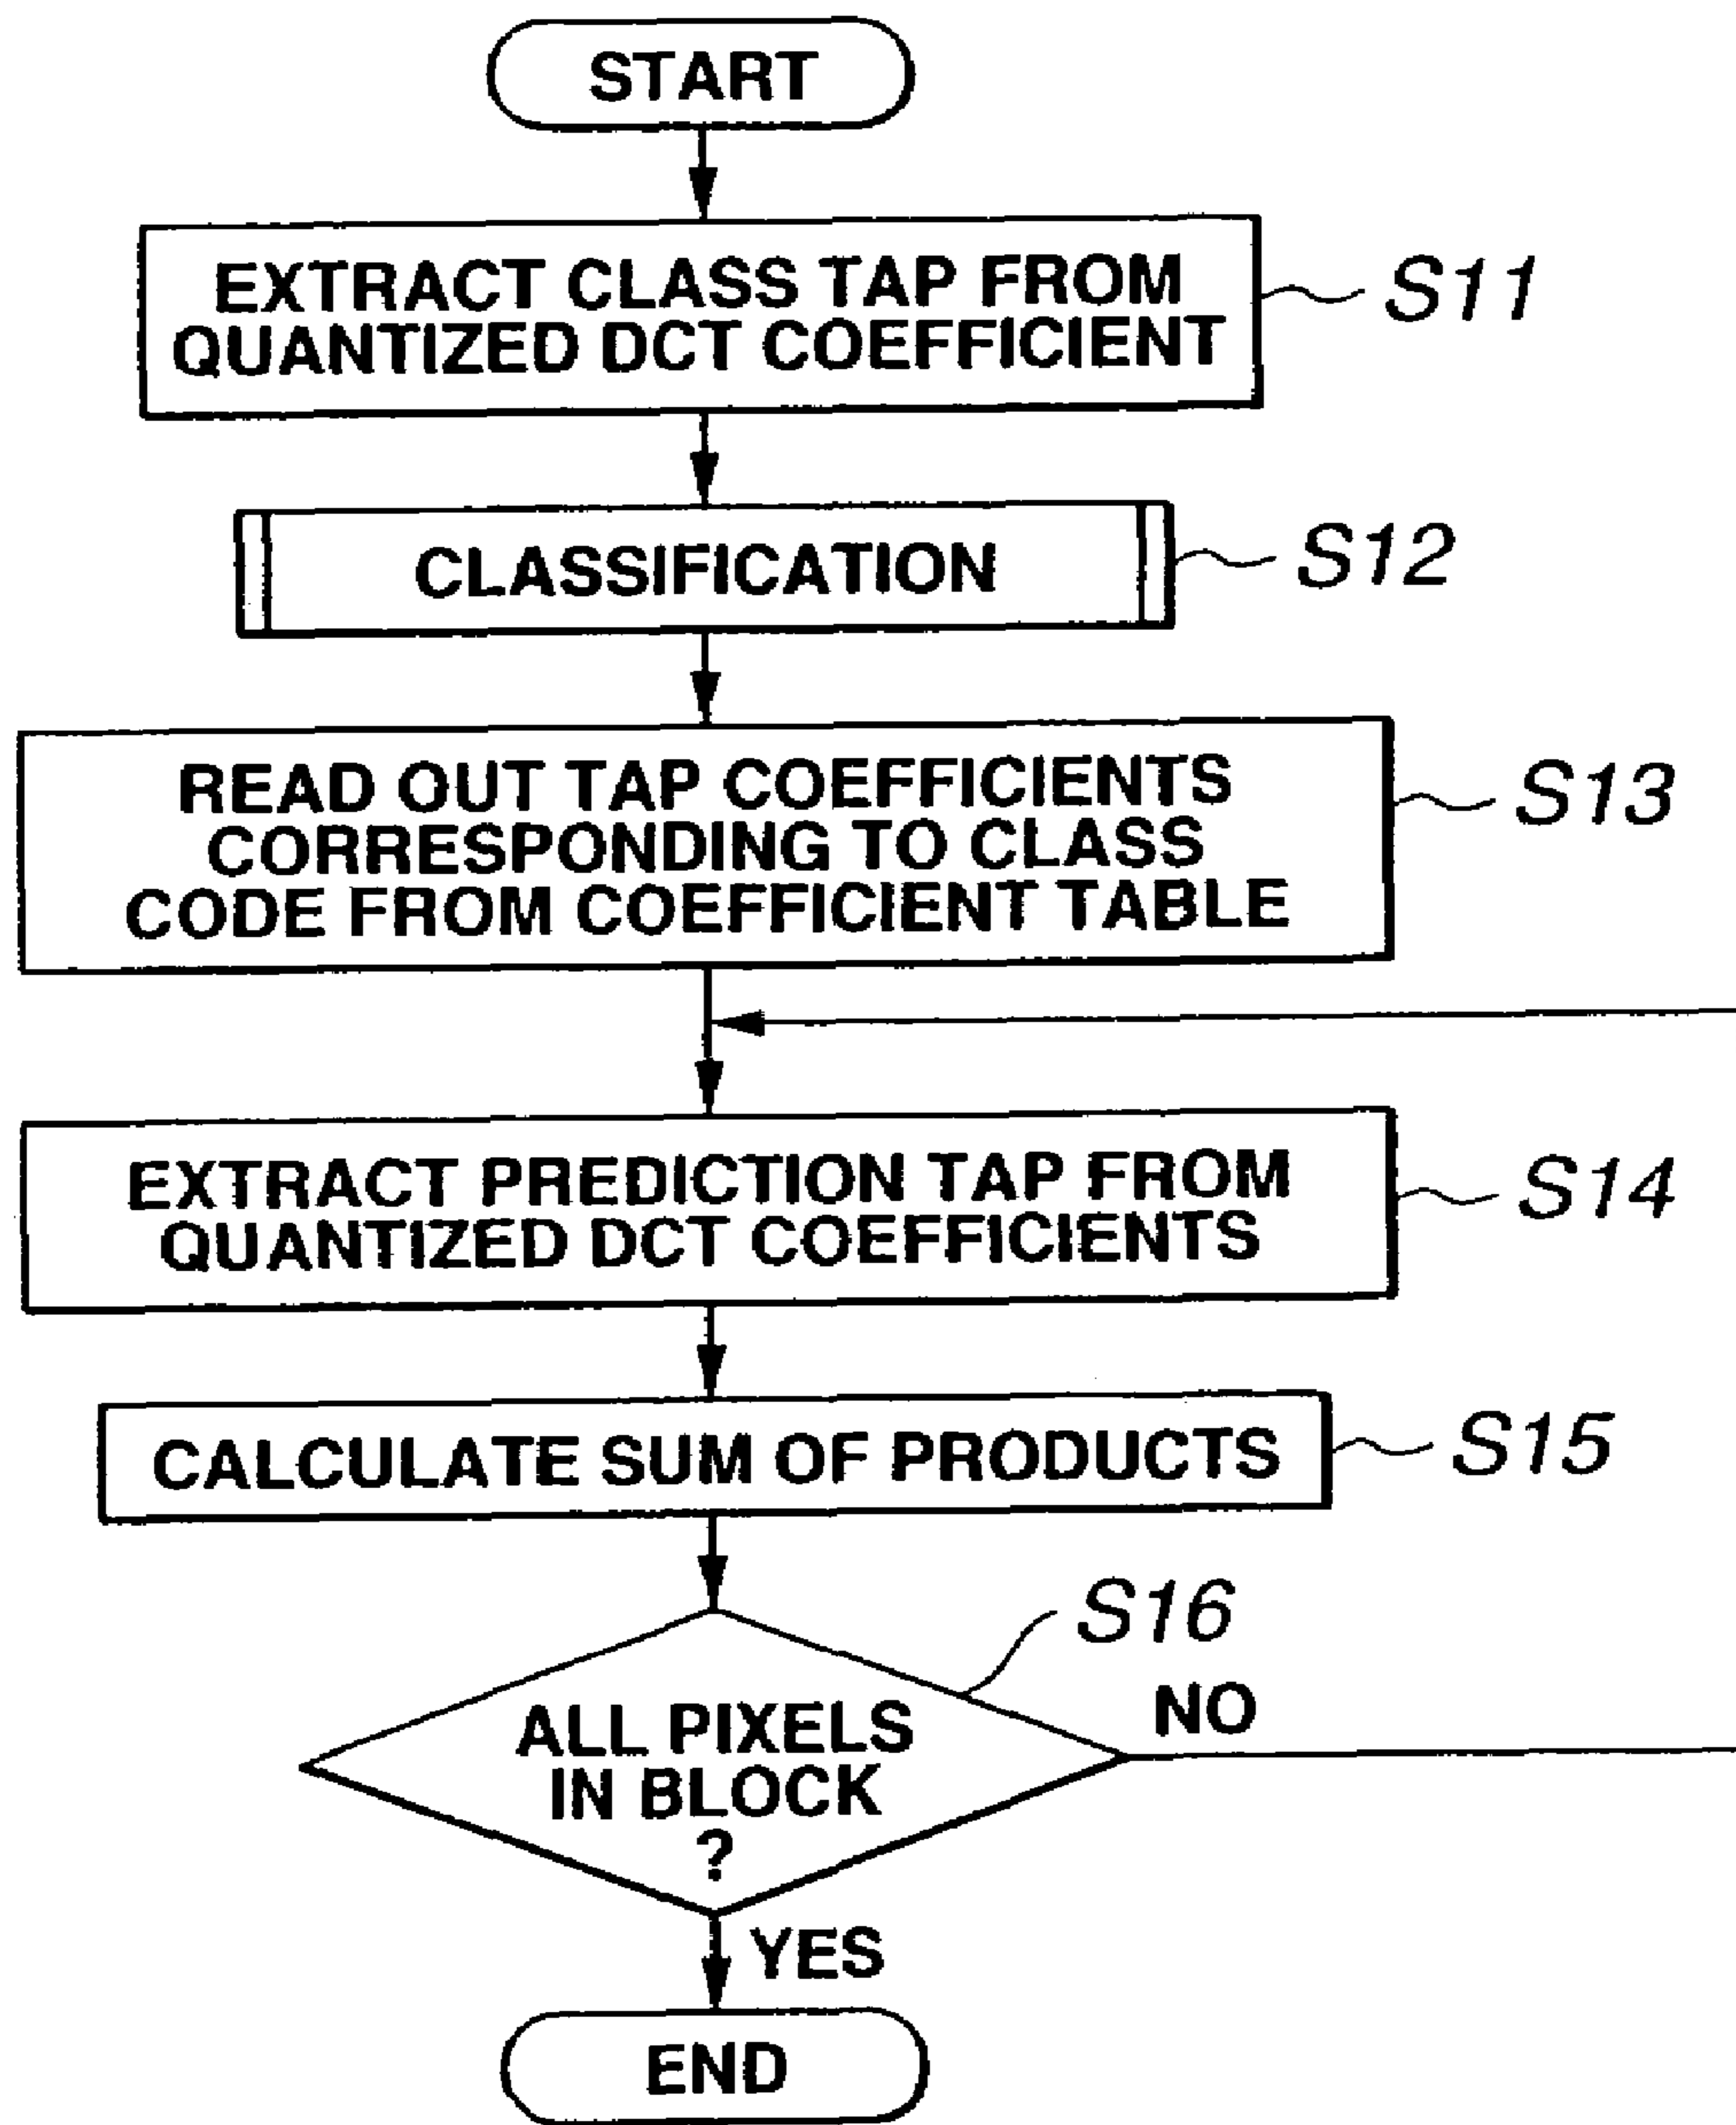 START
EXTRACT CLASS TAP FROM
QUANTIZED DCT COEFFICIENT
S11
CLASSIFICATION
S12
READ OUT TAP COEFFICIENTS
CORRESPONDING TO CLASS
CODE FROM COEFFICIENT TABLE
S13
EXTRACT PREDICTION TAP FROM
QUANTIZED DCT COEFFICIENTS
S14
CALCULATE SUM OF PRODUCTS
S15
S16
ALL PIXELS
IN BLOCK
?
NO
YES
END